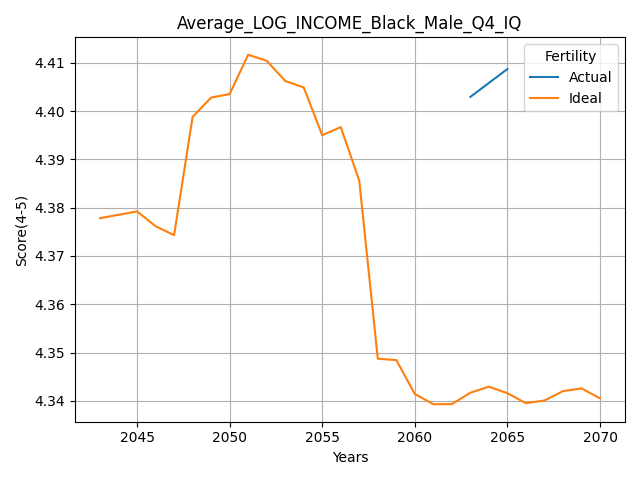 Average_LOG_INCOME_Black_Male_Q4_IQ
Fertility
Actual
Ideal
Score(4-5)
4.41
4.40
4.39
4.38
4.37
4.36
4.35
4.34
2045
2050
2055
2060
2065
2070
Years